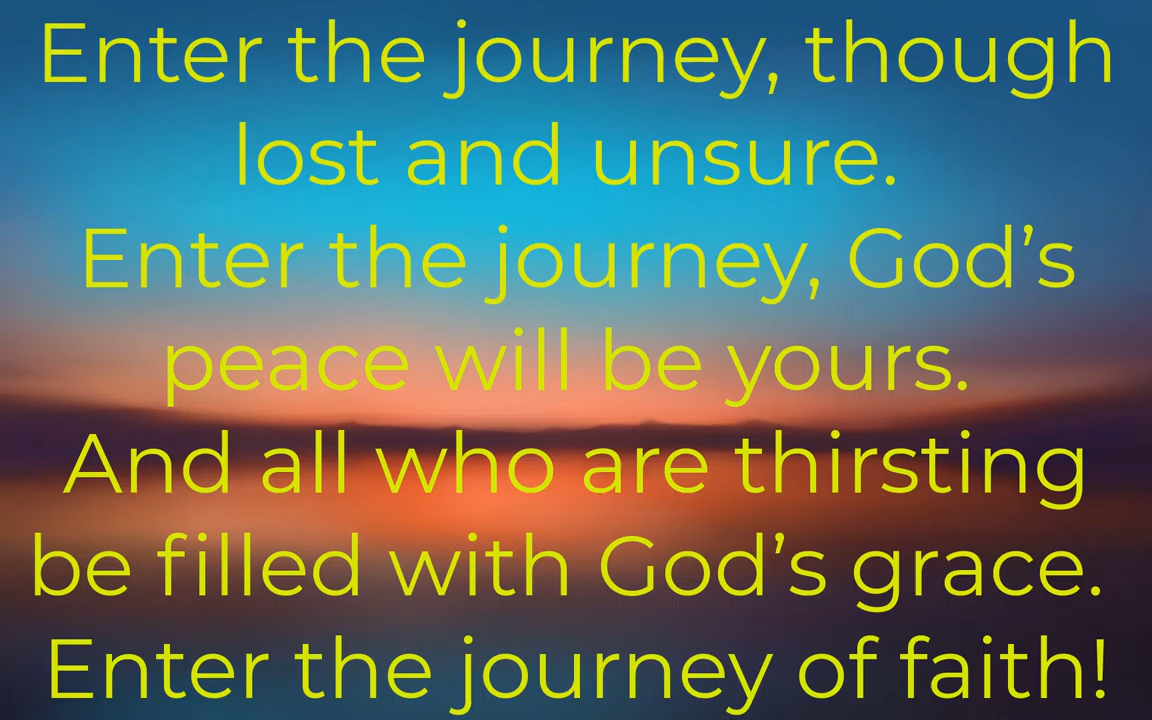 Enter the journey, though
lost and unsure.
Enter the journey, God’s
peace will be yours.
And all who are thirsting
be filled with God’s grace.
Enter the journey of faith!